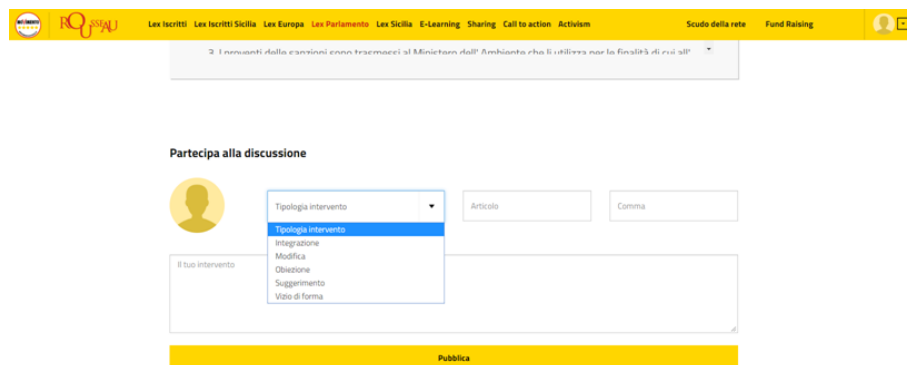 MOVIMENTO
ROUSSEAU
Lex Iscritti Lex Iscritti Sicilia Lex Europa Lex Parlamento Lex Sicilia E-Learning Sharing Call to action Activism Scudo della rete Fund Raising
3. I proventi delle sanzioni sono trasmessi al Ministero dell' Ambiente che li utilizza per le finalità di cui all'
Partecipa alla discussione
Tipologia intervento Articolo Comma
Tipologia intervento
Integrazione
Modifica
Obiezione
Suggerimento
Vizio di forma
Il tuo intervento
Pubblica